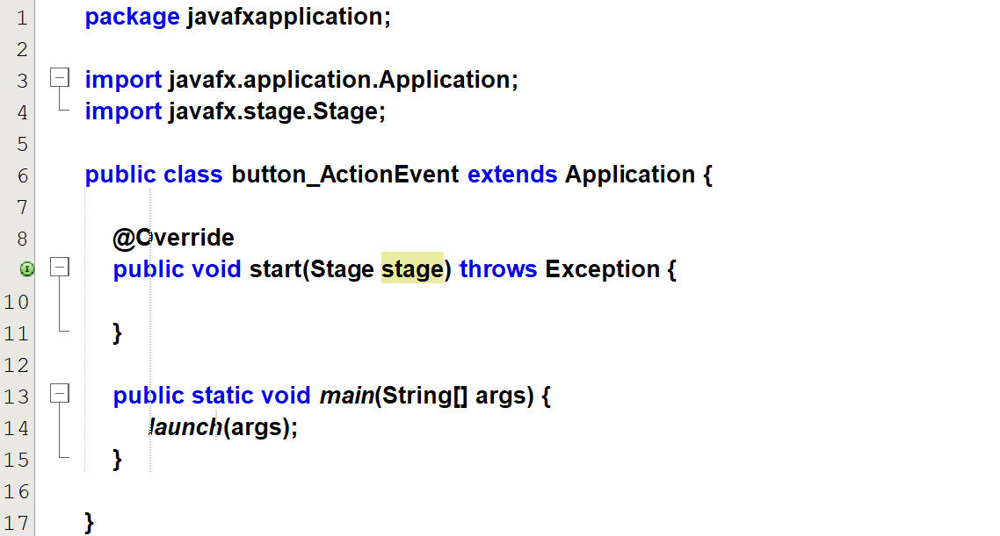 1 package javafxapplication;
2
3 import javafx.application.Application;
4 import javafx.stage.Stage;
5
6 public class button_ActionEvent extends Application {
7
8 @Override
public void start(Stage stage) throws Exception {
10
11 }
12
13 public static void main(String[] args) {
14 launch(args);
15 }
16
17 }